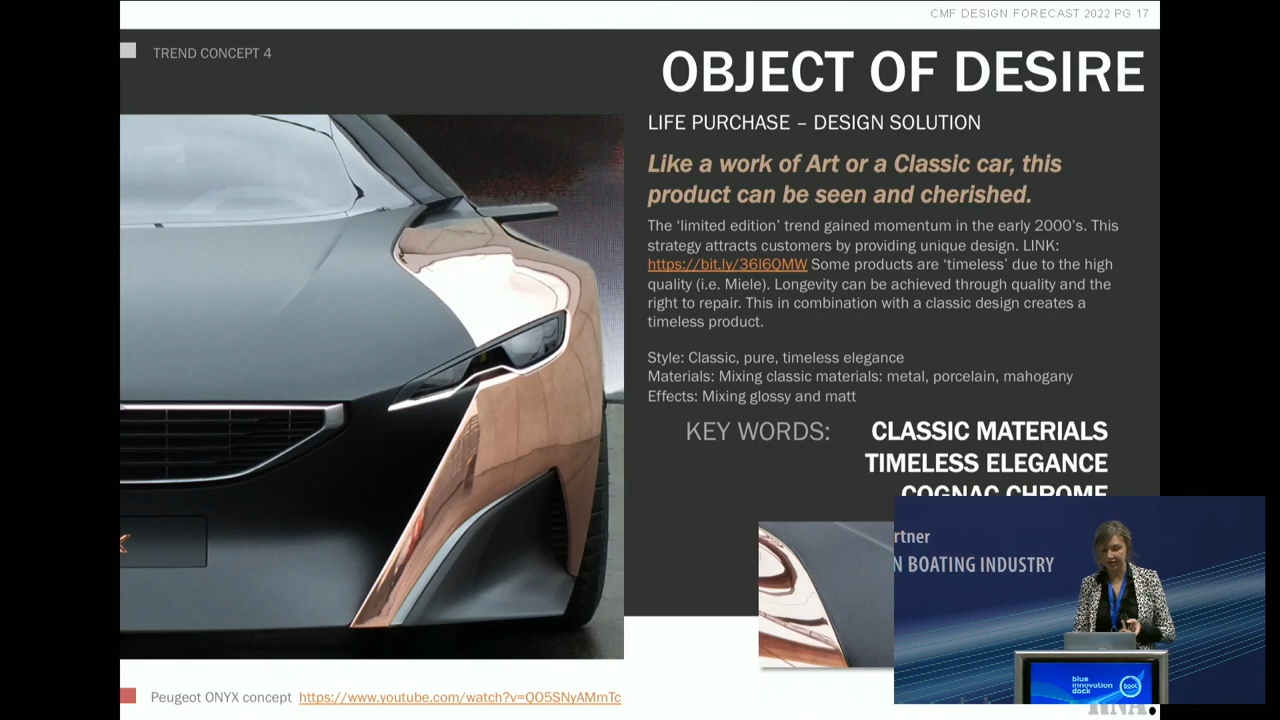 CMF DESIGN FORECAST 2022 PG 17
TREND CONCEPT 4
OBJECT OF DESIRE
LIFE PURCHASE – DESIGN SOLUTION
Like a work of Art or a Classic car, this
product can be seen and cherished.
The ‘limited edition’ trend gained momentum in the early 2000’s. This
strategy attracts customers by providing unique design. LINK:
https://bit.ly/36I6OMW Some products are ‘timeless’ due to the high
quality (i.e. Miele). Longevity can be achieved through quality and the
right to repair. This in combination with a classic design creates a
timeless product.
Style: Classic, pure, timeless elegance
Materials: Mixing classic materials: metal, porcelain, mahogany
Effects: Mixing glossy and matt
KEY WORDS: CLASSIC MATERIALS
TIMELESS ELEGANCE
COGNAC CHROME
rtner
N BOATING INDUSTRY
blue
innovation
dock
Peugeot ONYX concept https://www.youtube.com/watch?v=QO5SNyAMmTc